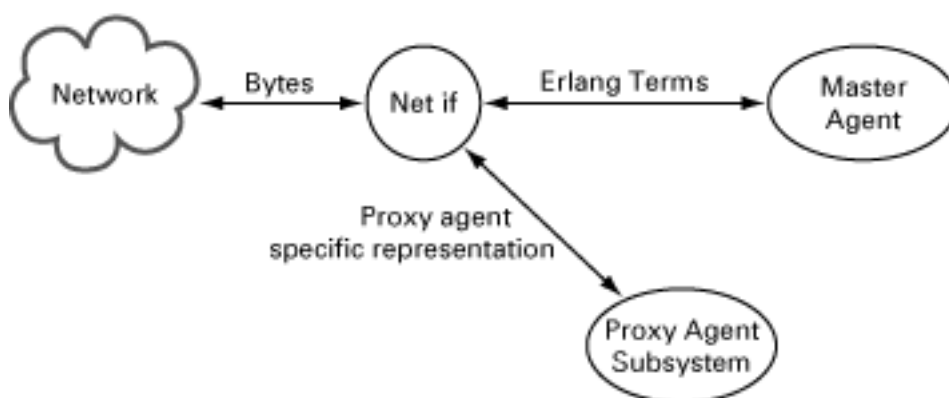 Network
Bytes
Net if
Erlang Terms
Master
Agent
Proxy agent
specific representation
Proxy Agent
Subsystem